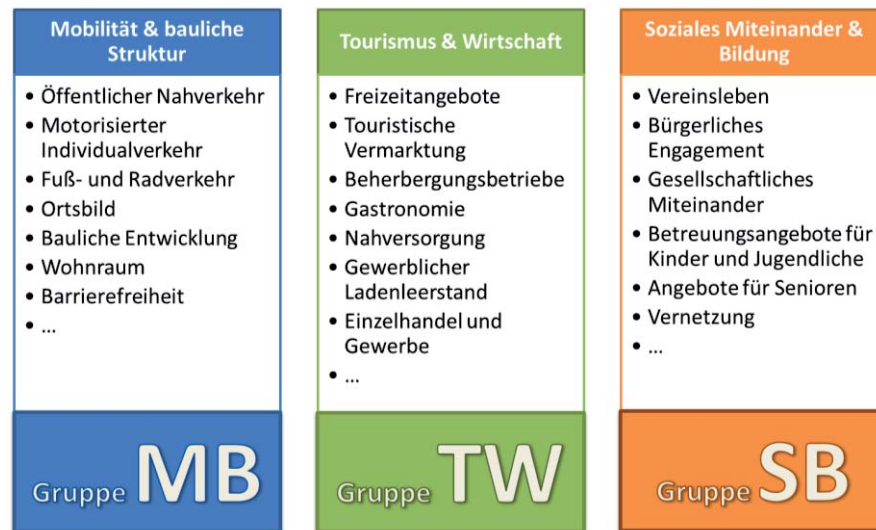 Mobilität & bauliche
Struktur
• Öffentlicher Nahverkehr
• Motorisierter
Individualverkehr
• Fuß- und Radverkehr
• Ortsbild
• Bauliche Entwicklung
• Wohnraum
• Barrierefreiheit
• ...
Gruppe MB
Tourismus & Wirtschaft
• Freizeitangebote
• Touristische
Vermarktung
• Beherbergungsbetriebe
• Gastronomie
• Nahversorgung
• Gewerblicher
Ladenleerstand
• Einzelhandel und
Gewerbe
• ...
Gruppe TW
Soziales Miteinander &
Bildung
• Vereinsleben
• Bürgerliches
Engagement
• Gesellschaftliches
Miteinander
• Betreuungsangebote für
Kinder und Jugendliche
• Angebote für Senioren
• Vernetzung
• ...
Gruppe SB